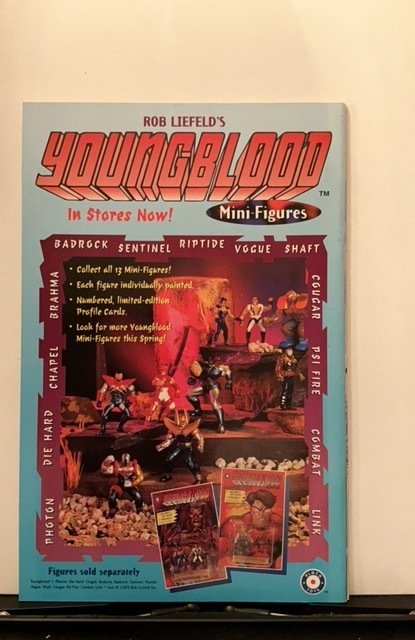 ROB LIEFELD'S
YOUNGBLOOD™
In Stores Now!
Mini-Figures
BADROCK SENTINEL RIPTIDE VOGUE SHAFT
• Collect all 13 Mini-Figures!
• Each figure individually painted.
• Numbered, limited-edition
Profile Cards.
• Look for more Youngblood
Mini-Figures this Spring!
BRAHMA
CHAPEL
DIE HARD
PHOTON
COUGAR
PSI FIRE
COMBAT
LINK
YOUNGBLOOD
Figures sold separately